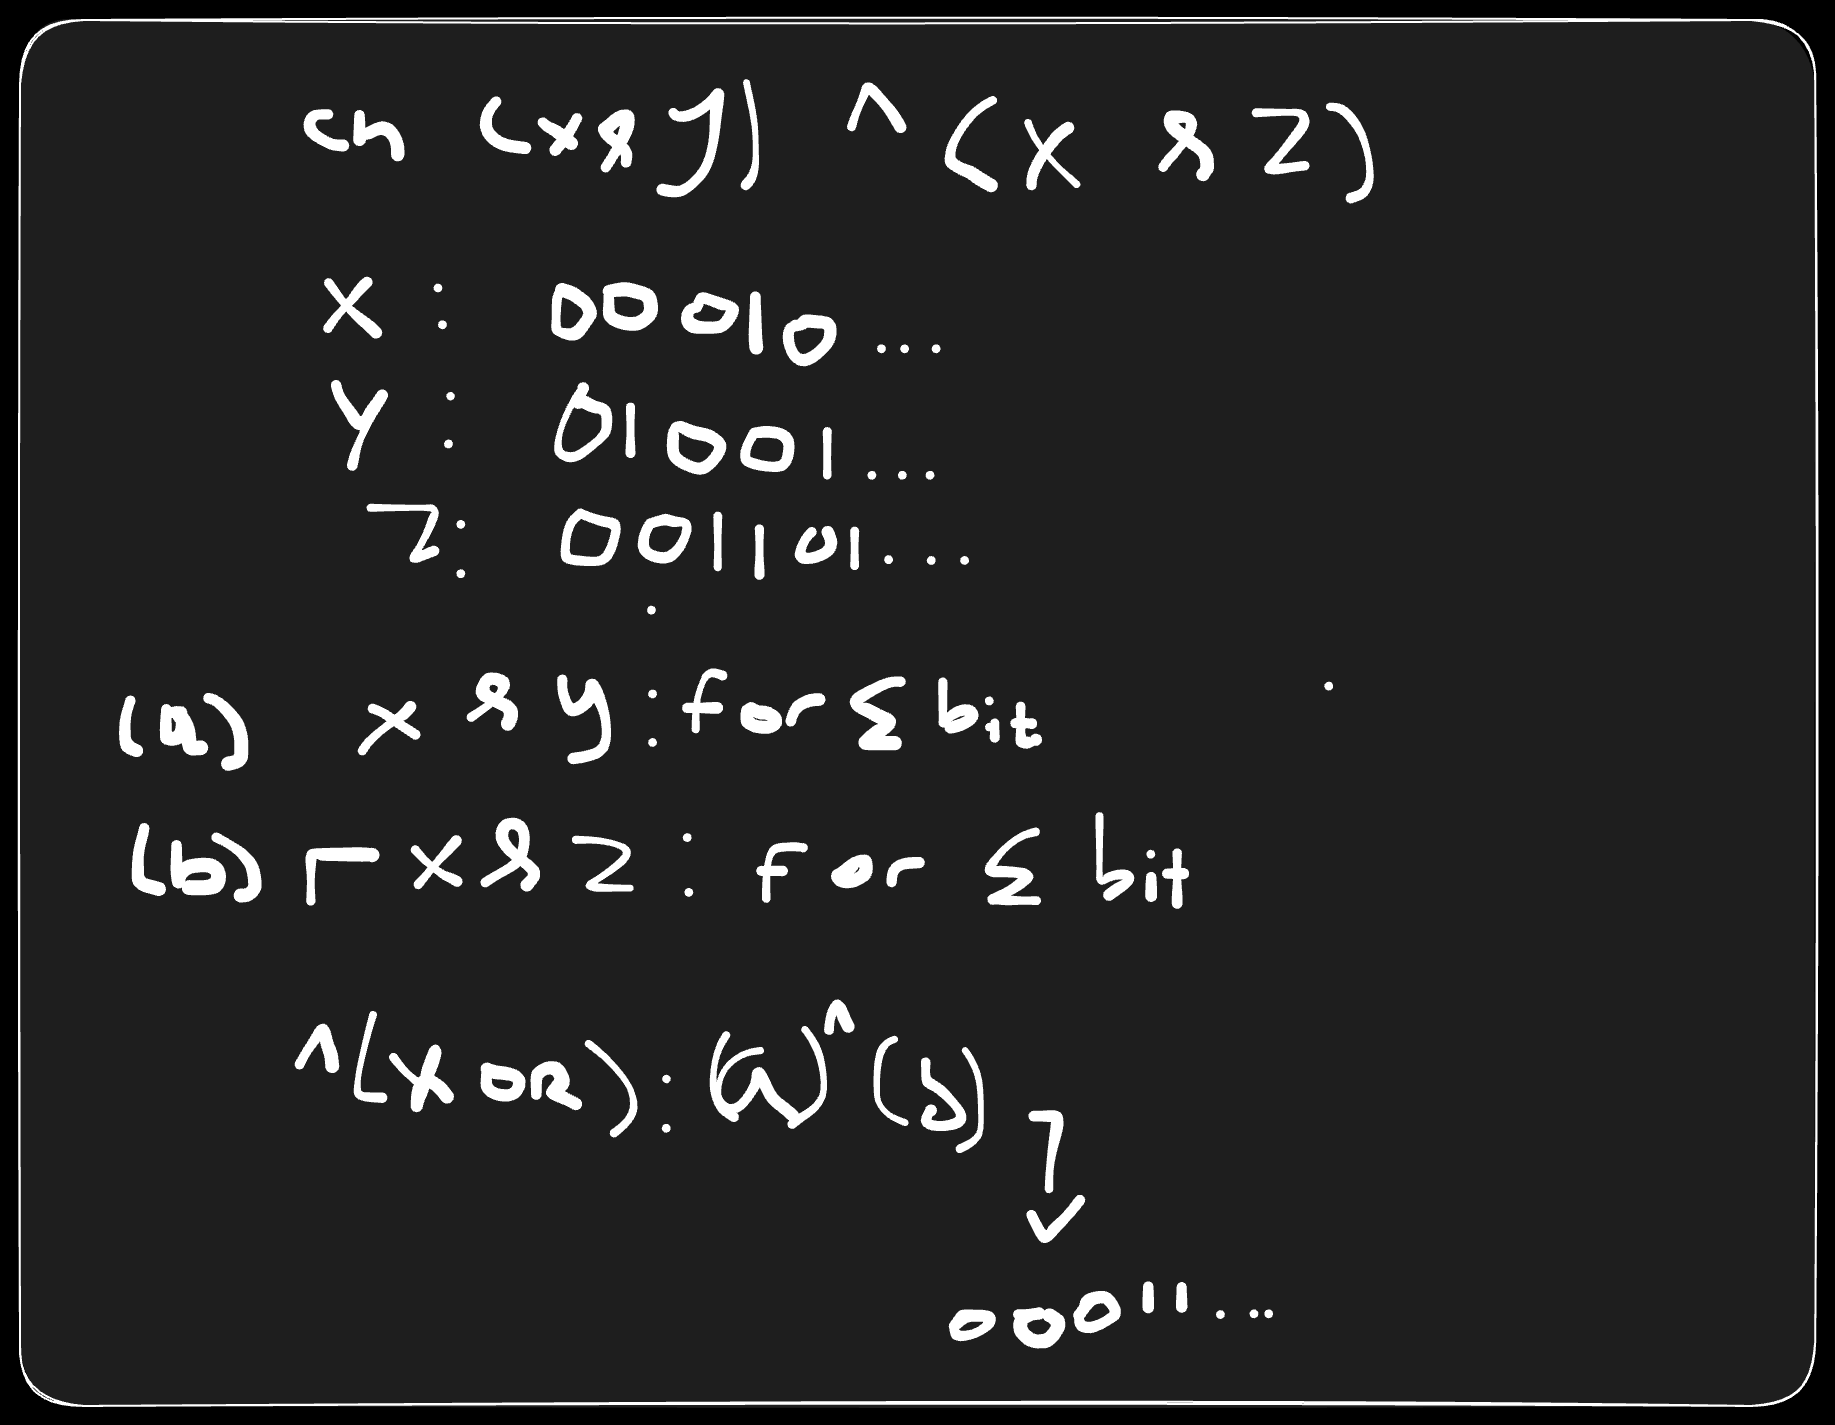 ch (x & y) ^ (x & z)
x : 00010...
y : 01001...
z : 001101...
(a) x & y : for Σ bit
(b) ¬ x & z : for Σ bit
^(XOR) : (a)^(b)
00011...